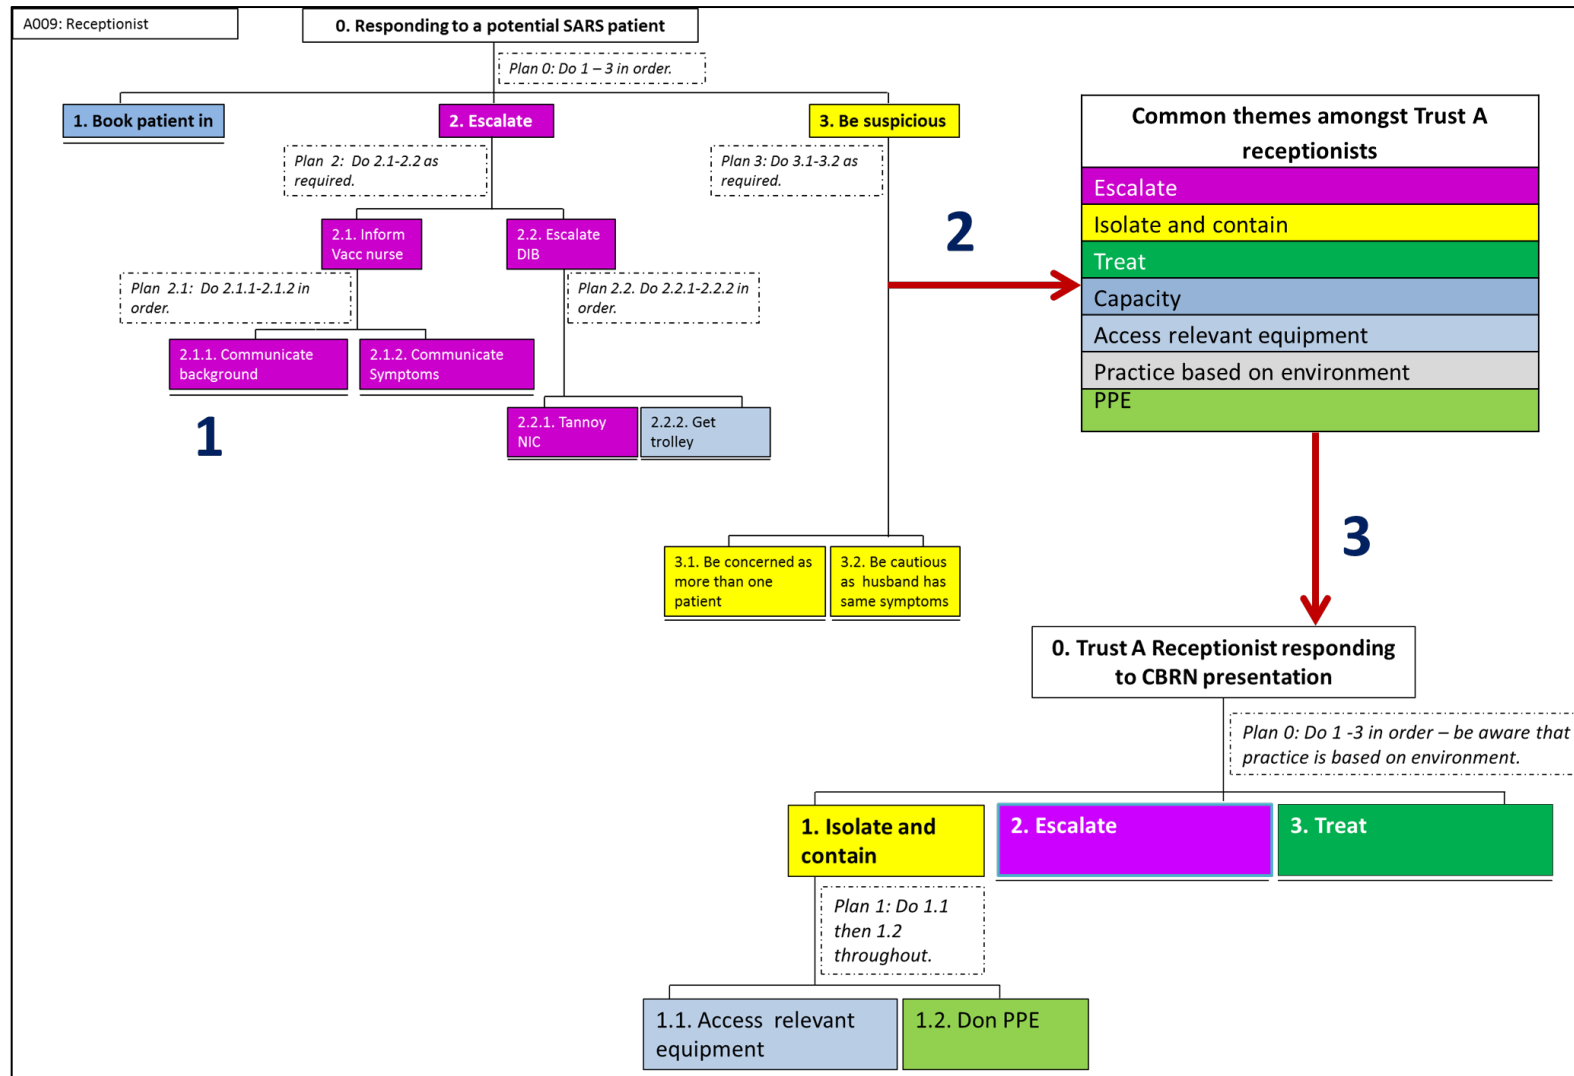 A009: Receptionist
0. Responding to a potential SARS patient
Plan 0: Do 1 – 3 in order.
1. Book patient in
2. Escalate
3. Be suspicious
Plan 2: Do 2.1-2.2 as
required.
Plan 3: Do 3.1-3.2 as
required.
2.1. Inform
Vacc nurse
2.2. Escalate
DIB
Plan 2.1: Do 2.1.1-2.1.2 in
order.
Plan 2.2. Do 2.2.1-2.2.2 in
order.
2.1.1. Communicate
background
2.1.2. Communicate
Symptoms
2.2.1. Tannoy
NIC
2.2.2. Get
trolley
1
3.1. Be concerned as
more than one
patient
3.2. Be cautious
as husband has
same symptoms
2
Common themes amongst Trust A
receptionists
Escalate
Isolate and contain
Treat
Capacity
Access relevant equipment
Practice based on environment
PPE
3
0. Trust A Receptionist responding
to CBRN presentation
Plan 0: Do 1 -3 in order – be aware that
practice is based on environment.
1. Isolate and
contain
2. Escalate
3. Treat
Plan 1: Do 1.1
then 1.2
throughout.
1.1. Access relevant
equipment
1.2. Don PPE